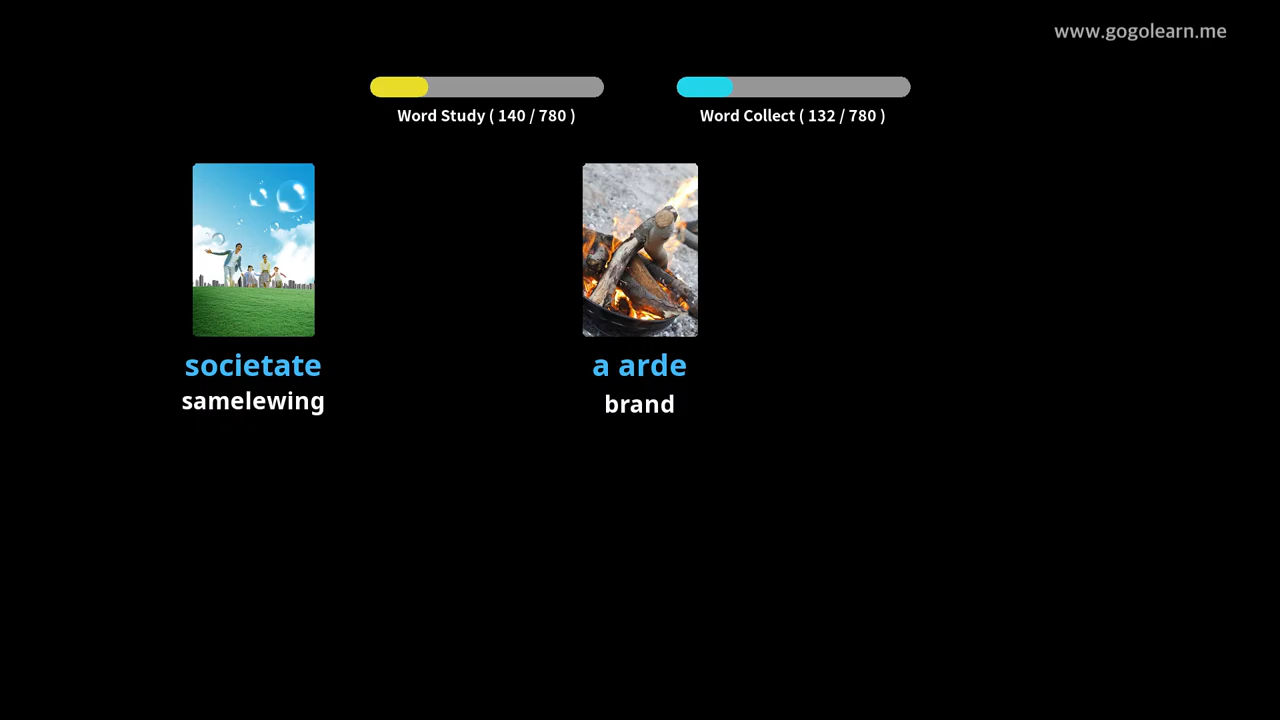 www.gogolearn.me
Word Study ( 140 / 780 )
Word Collect ( 132 / 780 )
societate
samelewing
a arde
brand